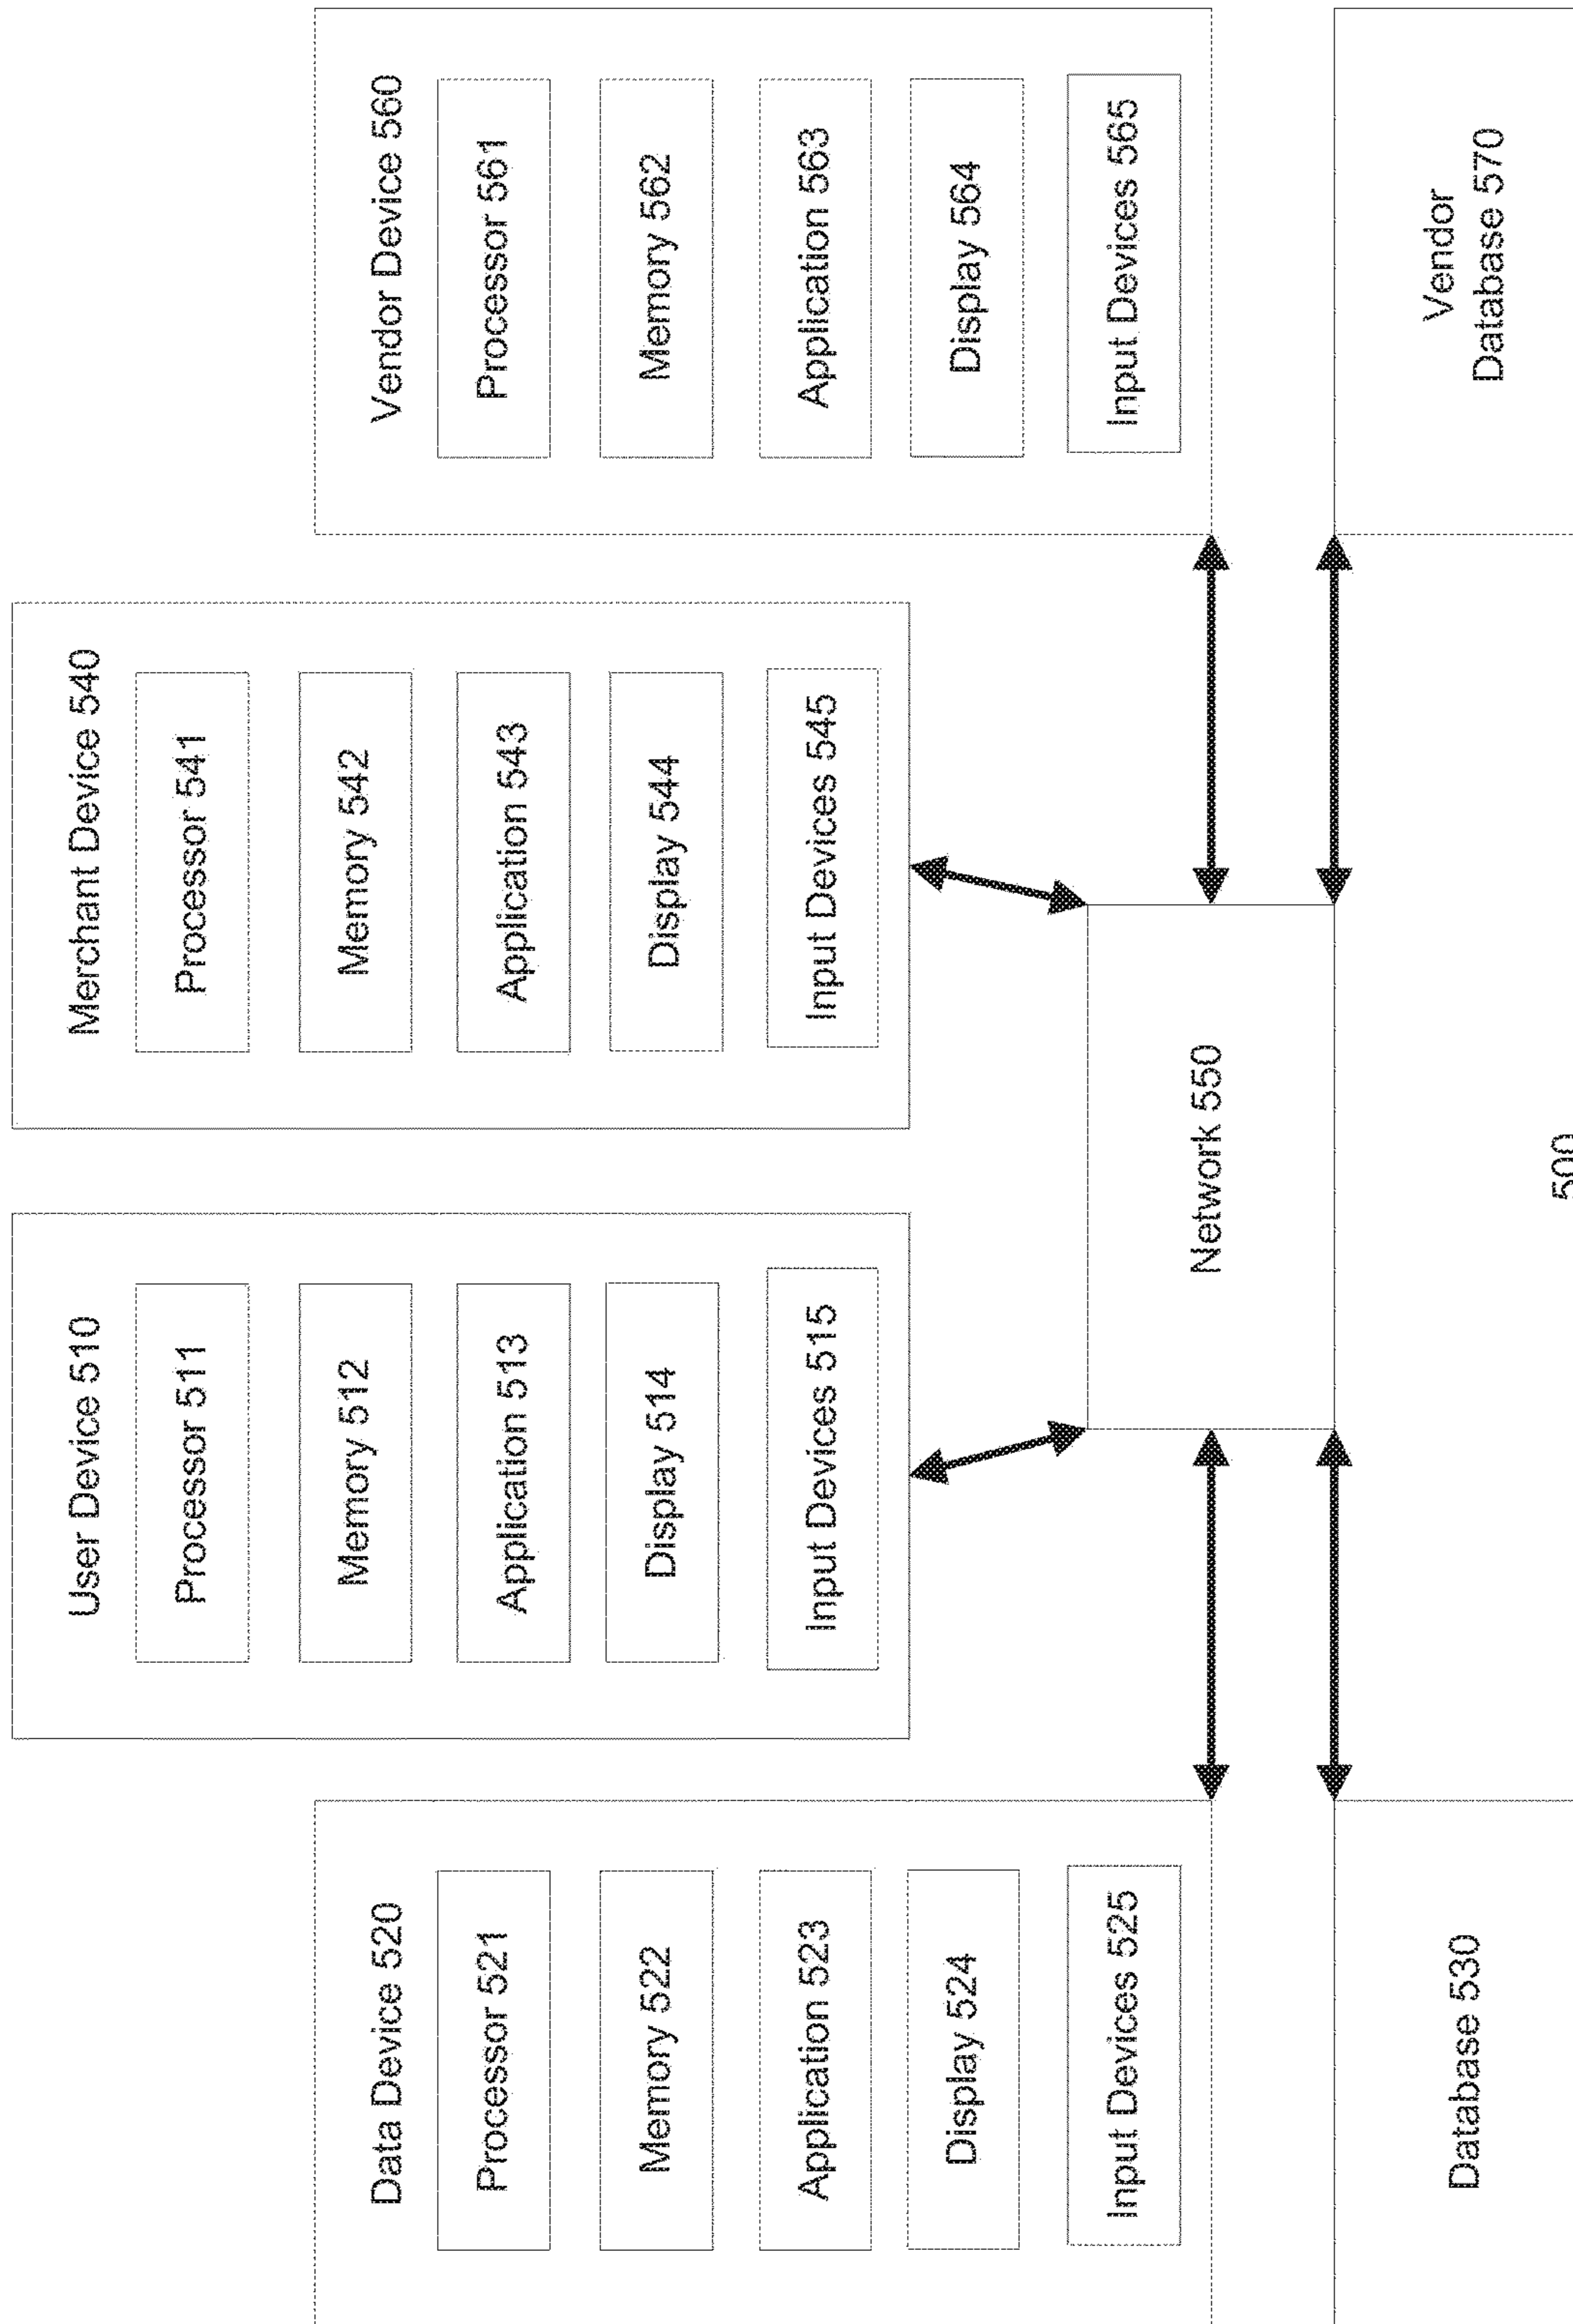 Data Device 520
Processor 521
Memory 522
Application 523
Display 524
Input Devices 525
User Device 510
Processor 511
Memory 512
Application 513
Display 514
Input Devices 515
Merchant Device 540
Processor 541
Memory 542
Application 543
Display 544
Input Devices 545
Vendor Device 560
Processor 561
Memory 562
Application 563
Display 564
Input Devices 565
Network 550
Database 530
Vendor
Database 570
500